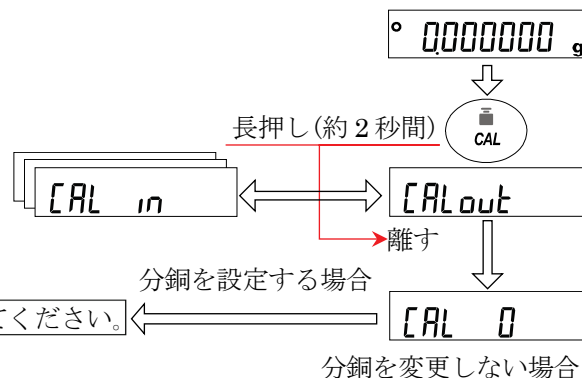 0.000000 g
長押し(約2秒間)
CAL
CAL in
CALout
離す
分銅を設定する場合
てください。
CAL 0
分銅を変更しない場合